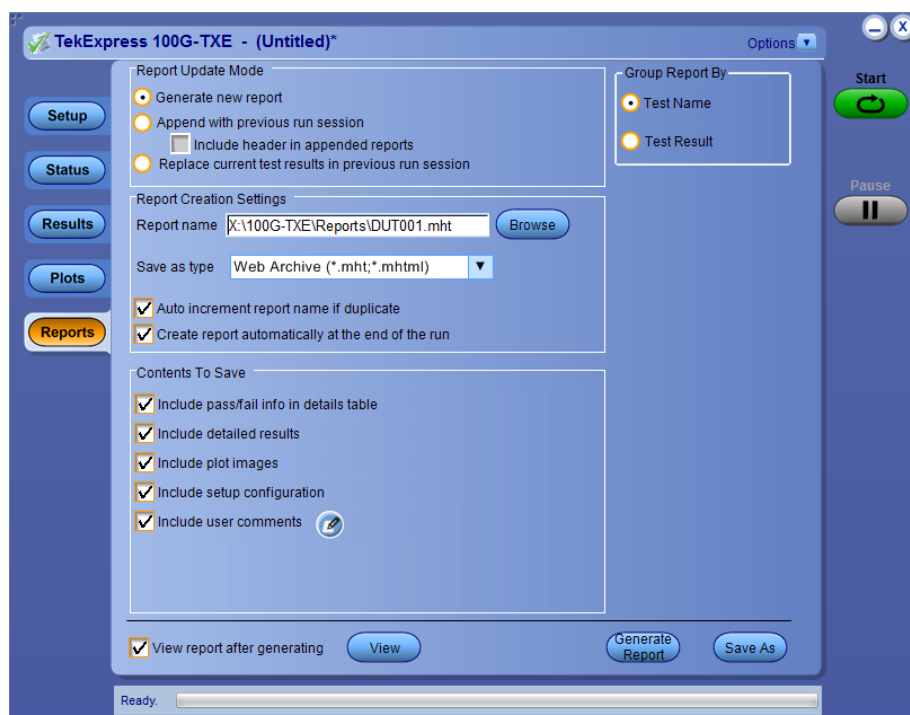 TekExpress 100G-TXE - (Untitled)*
Options
X
Start
Pause
Setup
Status
Results
Plots
Reports
Report Update Mode
Generate new report
Append with previous run session
Include header in appended reports
Replace current test results in previous run session
Group Report By
Test Name
Test Result
Report Creation Settings
Report name X:\100G-TXE\Reports\DUT001.mht Browse
Save as type Web Archive (*.mht;*.mhtml)
Auto increment report name if duplicate
Create report automatically at the end of the run
Contents To Save
Include pass/fail info in details table
Include detailed results
Include plot images
Include setup configuration
Include user comments
View report after generating View
Generate
Report
Save As
Ready.